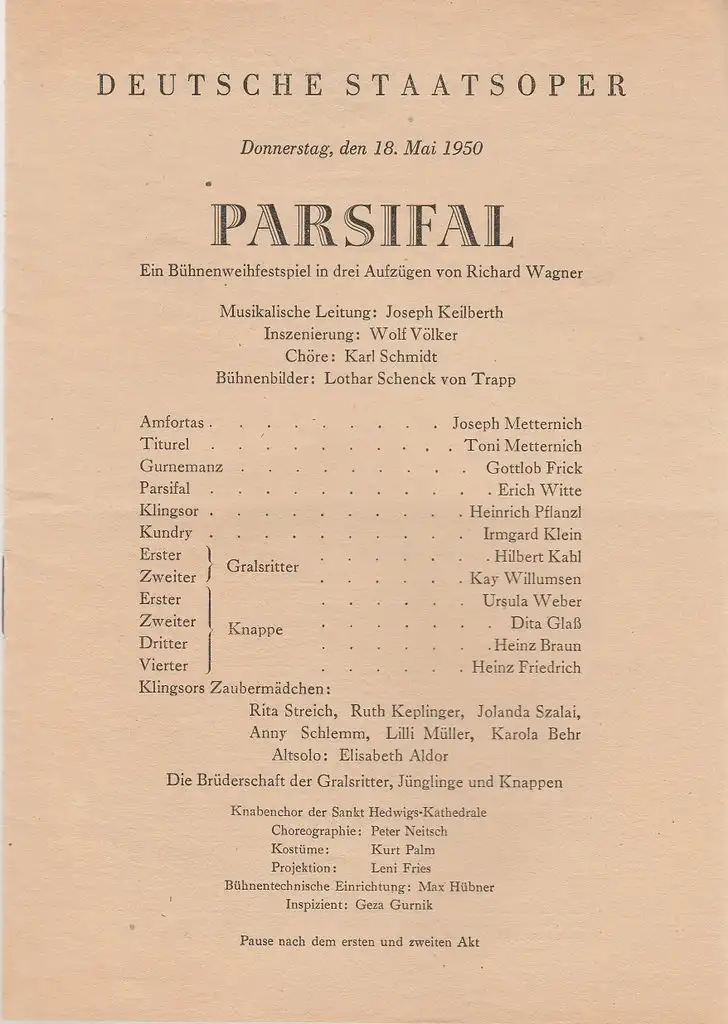 DEUTSCHE STAATSOPER
Donnerstag, den 18. Mai 1950
PARSIFAL
Ein Bühnenweihfestspiel in drei Aufzügen von Richard Wagner
Musikalische Leitung: Joseph Keilberth
Inszenierung: Wolf Völker
Chöre: Karl Schmidt
Bühnenbilder: Lothar Schenck von Trapp
Amfortas . . . . . . . . . Joseph Metternich
Titurel . . . . . . . . . . Toni Metternich
Gurnemanz . . . . . . . . Gottlob Frick
Parsifal . . . . . . . . . . . Erich Witte
Klingsor . . . . . . . . . . Heinrich Pflanzl
Kundry . . . . . . . . . . Irmgard Klein
Erster } Gralsritter . . . . . . Hilbert Kahl
Zweiter } Gralsritter . . . . . . Kay Willumsen
Erster } Knappe . . . . . . Ursula Weber
Zweiter } Knappe . . . . . . Dita Glaß
Dritter } Knappe . . . . . . Heinz Braun
Vierter } Knappe . . . . . . Heinz Friedrich
Klingsors Zaubermädchen:
Rita Streich, Ruth Keplinger, Jolanda Szalai,
Anny Schlemm, Lilli Müller, Karola Behr
Altsolo: Elisabeth Aldor
Die Brüderschaft der Gralsritter, Jünglinge und Knappen
Knabenchor der Sankt Hedwigs-Kathedrale
Choreographie: Peter Neitsch
Kostüme: Kurt Palm
Projektion: Leni Fries
Bühnentechnische Einrichtung: Max Hübner
Inspizient: Geza Gurnik
Pause nach dem ersten und zweiten Akt